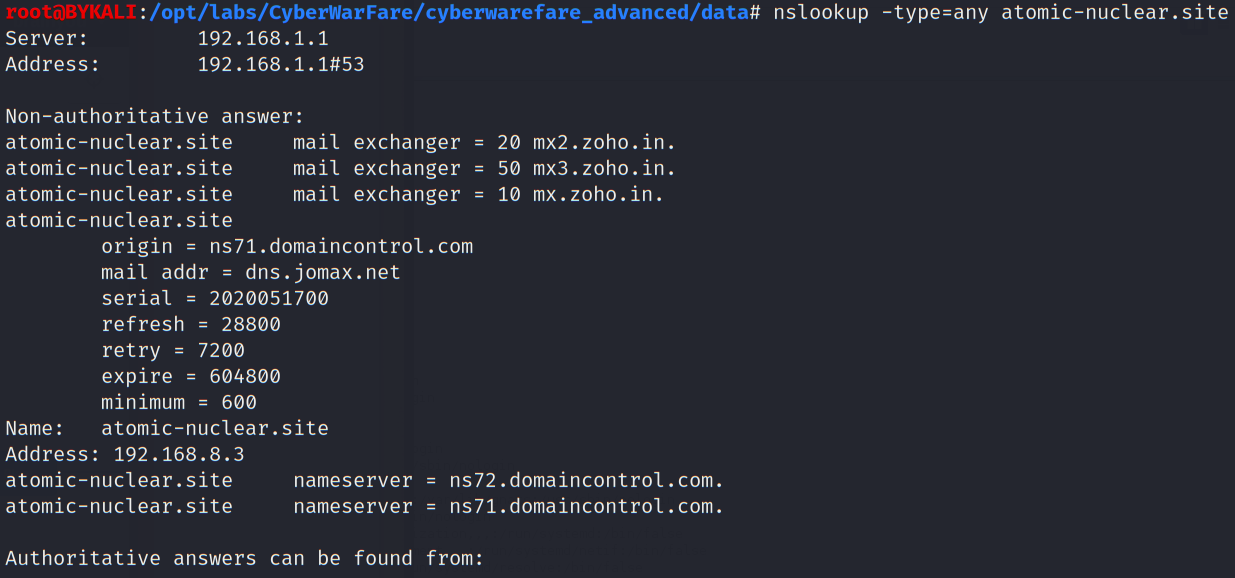 root@BYKALI:/opt/labs/CyberWarFare/cyberwarefare_advanced/data# nslookup -type=any atomic-nuclear.site
Server:         192.168.1.1
Address:        192.168.1.1#53

Non-authoritative answer:
atomic-nuclear.site     mail exchanger = 20 mx2.zoho.in.
atomic-nuclear.site     mail exchanger = 50 mx3.zoho.in.
atomic-nuclear.site     mail exchanger = 10 mx.zoho.in.
atomic-nuclear.site
        origin = ns71.domaincontrol.com
        mail addr = dns.jomax.net
        serial = 2020051700
        refresh = 28800
        retry = 7200
        expire = 604800
        minimum = 600
Name:   atomic-nuclear.site
Address: 192.168.8.3
atomic-nuclear.site     nameserver = ns72.domaincontrol.com.
atomic-nuclear.site     nameserver = ns71.domaincontrol.com.

Authoritative answers can be found from: